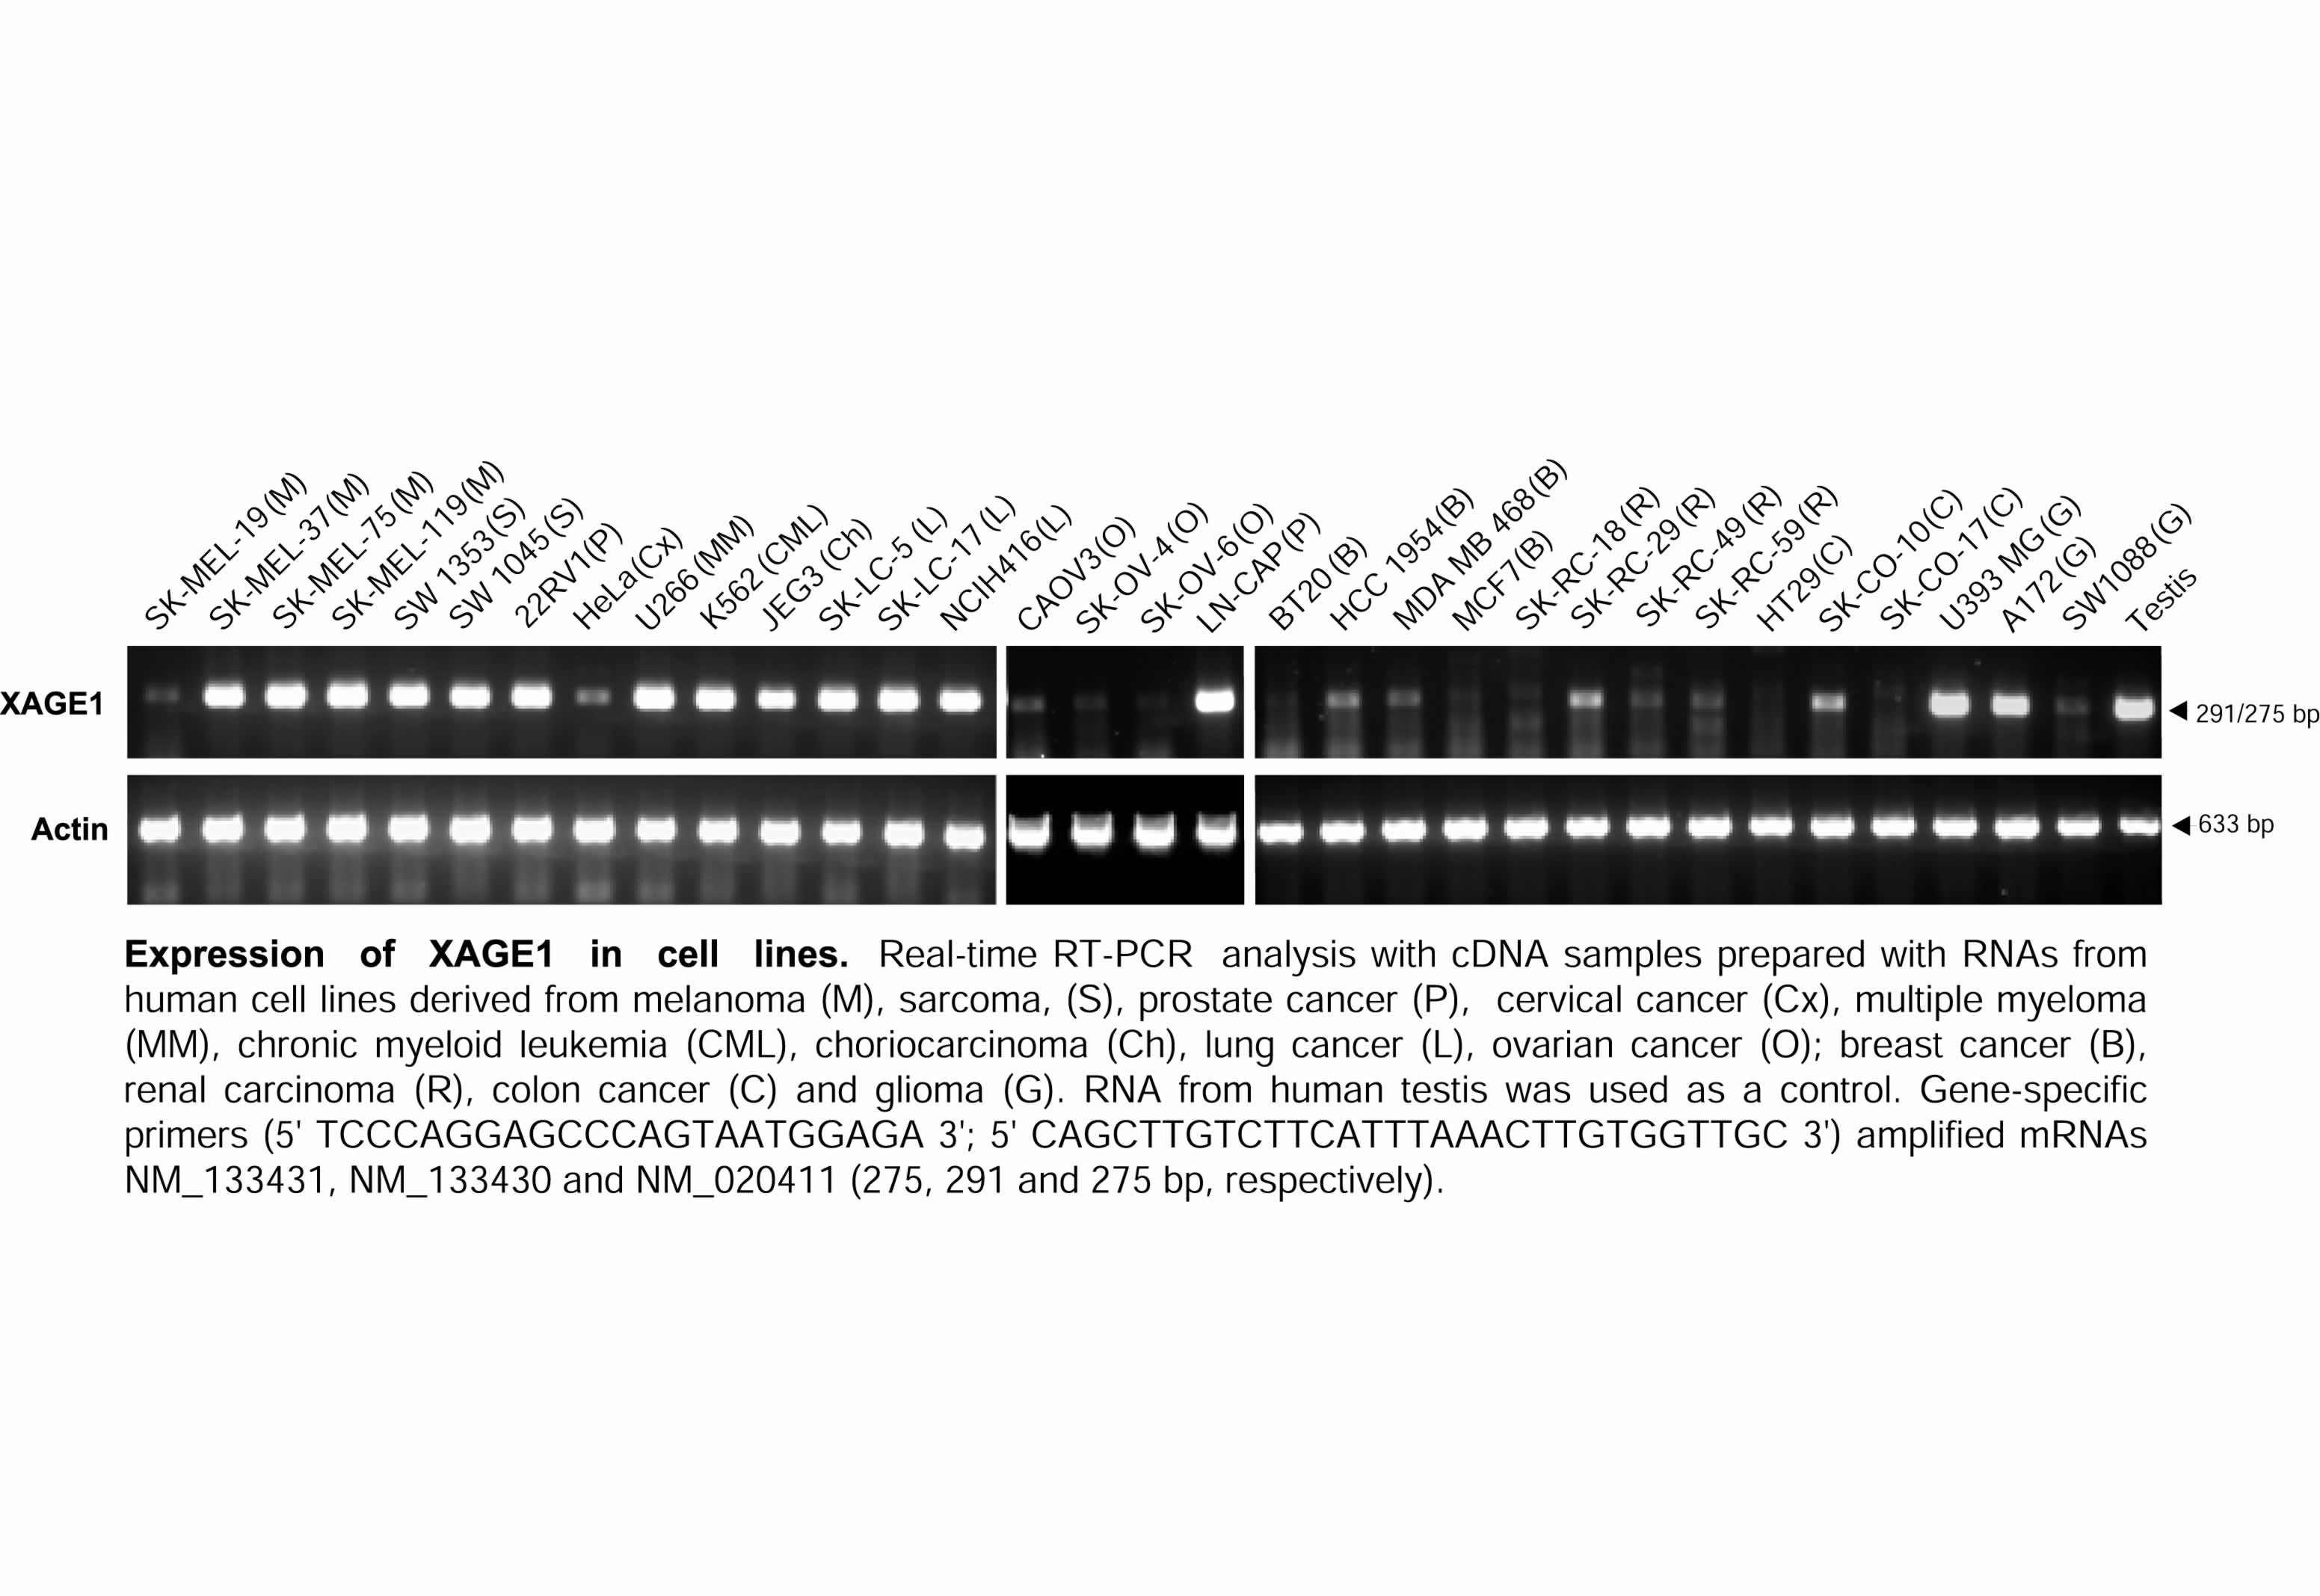 SK-MEL-19 (M)
SK-MEL-37 (M)
SK-MEL-75 (M)
SK-MEL-119 (M)
SW 1353 (S)
SW 1045 (S)
22RV1(P)
HeLa(Cx)
U266 (MM)
K562 (CML)
JEG3 (Ch)
SK-LC-5 (L)
SK-LC-17 (L)
NCIH416(L)
CAOV3(O)
SK-OV-4 (O)
SK-OV-6(O)
LN-CAP (P)
BT20 (B)
HCC 1954(B)
MDA MB 468 (B)
MCF7(B)
SK-RC-18 (R)
SK-RC-29 (R)
SK-RC-49 (R)
SK-RC-59 (R)
HT29 (C)
SK-CO-10(C)
SK-CO-17(C)
U393 MG (G)
A172 (G)
SW1088 (G)
Testis
XAGE1
291/275 bp
Actin
633 bp
Expression of XAGE1 in cell lines. Real-time RT-PCR analysis with cDNA samples prepared with RNAs from
human cell lines derived from melanoma (M), sarcoma, (S), prostate cancer (P), cervical cancer (Cx), multiple myeloma
(MM), chronic myeloid leukemia (CML), choriocarcinoma (Ch), lung cancer (L), ovarian cancer (O); breast cancer (B),
renal carcinoma (R), colon cancer (C) and glioma (G). RNA from human testis was used as a control. Gene-specific
primers (5' TCCCAGGAGCCCAGTAATGGAGA 3'; 5' CAGCTTGTCTTCATTTAAACTTGTGGTTGC 3') amplified mRNAs
NM_133431, NM_133430 and NM_020411 (275, 291 and 275 bp, respectively).